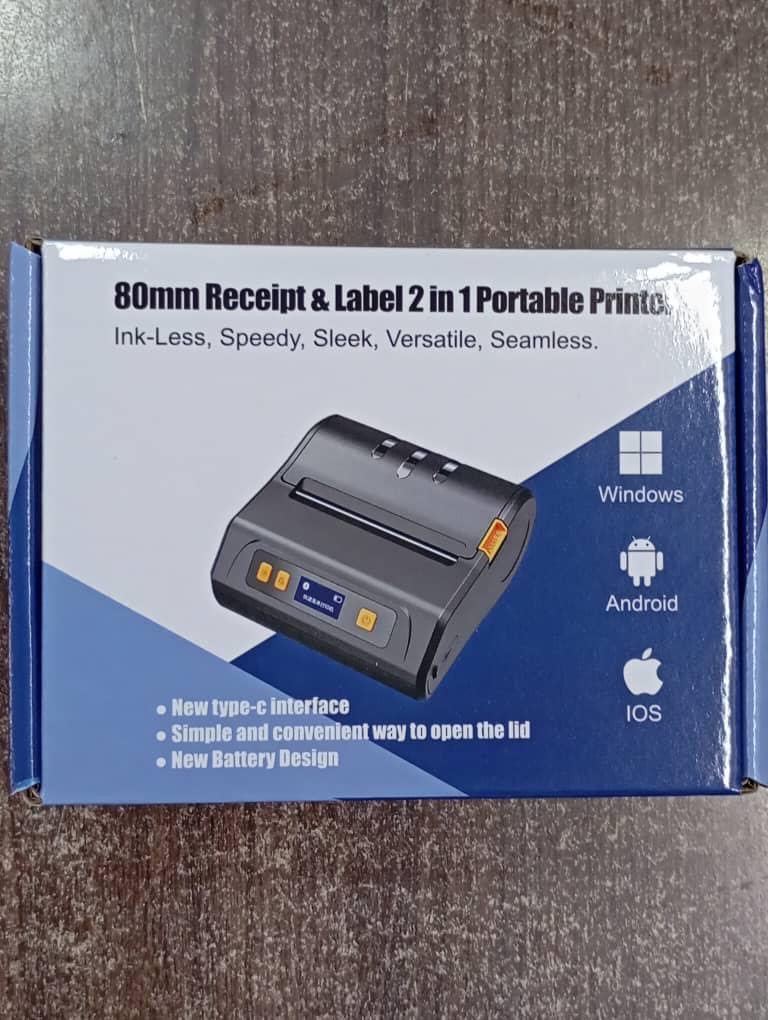 80mm Receipt & Label 2 in 1 Portable Printer
Ink-Less, Speedy, Sleek, Versatile, Seamless.
Windows
Android
IOS
• New type-c interface
• Simple and convenient way to open the lid
• New Battery Design